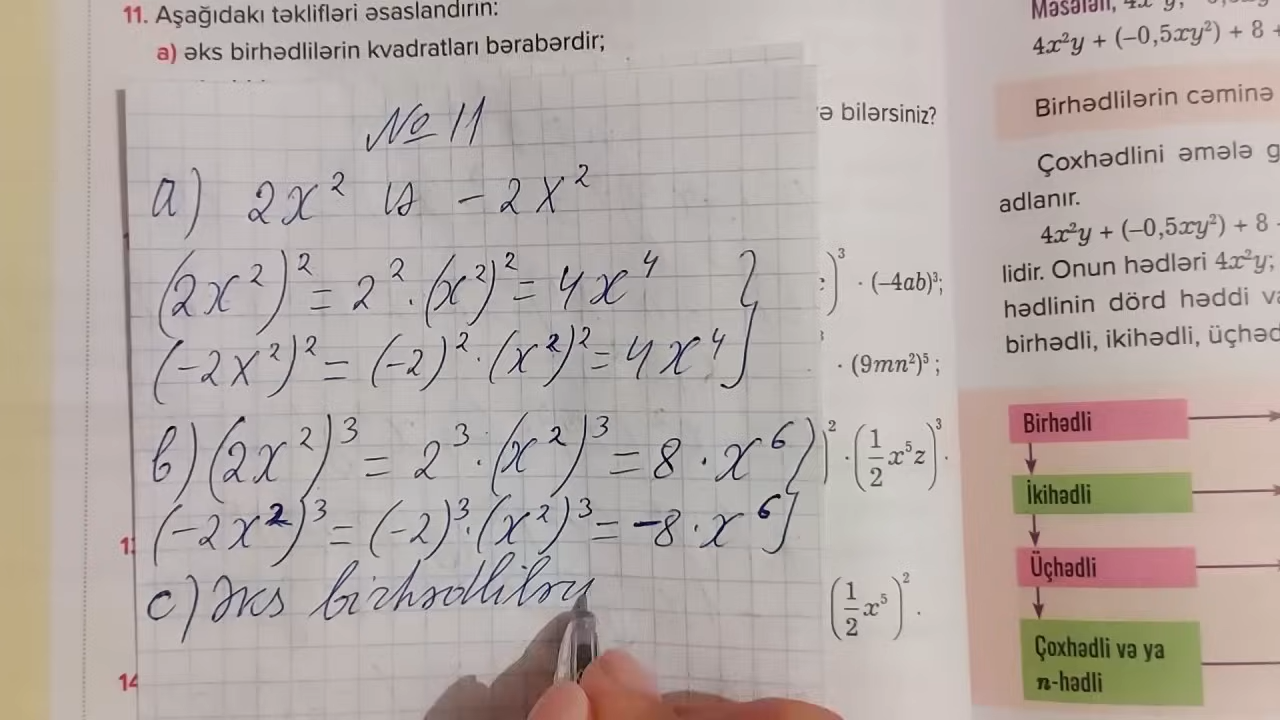 11. Aşağıdakı təklifləri əsaslandırın:
a) əks birhədlilərin kvadratları bərabərdir;
№ 11
a) 2x² və -2x²
(2x²)² = 2² · (x²)² = 4x⁴
(-2x²)² = (-2)² · (x²)² = 4x⁴
b) (2x²)³ = 2³ · (x²)³ = 8 · x⁶
(-2x²)³ = (-2)³ · (x²)³ = -8 · x⁶
c) Əks birhədlilər
14
ə bilərsiniz?
)³ · (–4ab)³;
· (9mn²)⁵ ;
)² · (1/2 x⁵z)³.
(1/2 x⁵)².
Məsələn, 4x²y;
4x²y + (–0,5xy²) + 8 +
Birhədlilərin cəminə
Çoxhədlini əmələ
adlanır.
4x²y + (–0,5xy²) + 8
lidir. Onun hədləri 4x²y;
hədlinin dörd həddi
birhədli, ikihədli,
Birhədli
İkihədli
Üçhədli
Çoxhədli və ya
n-hədli